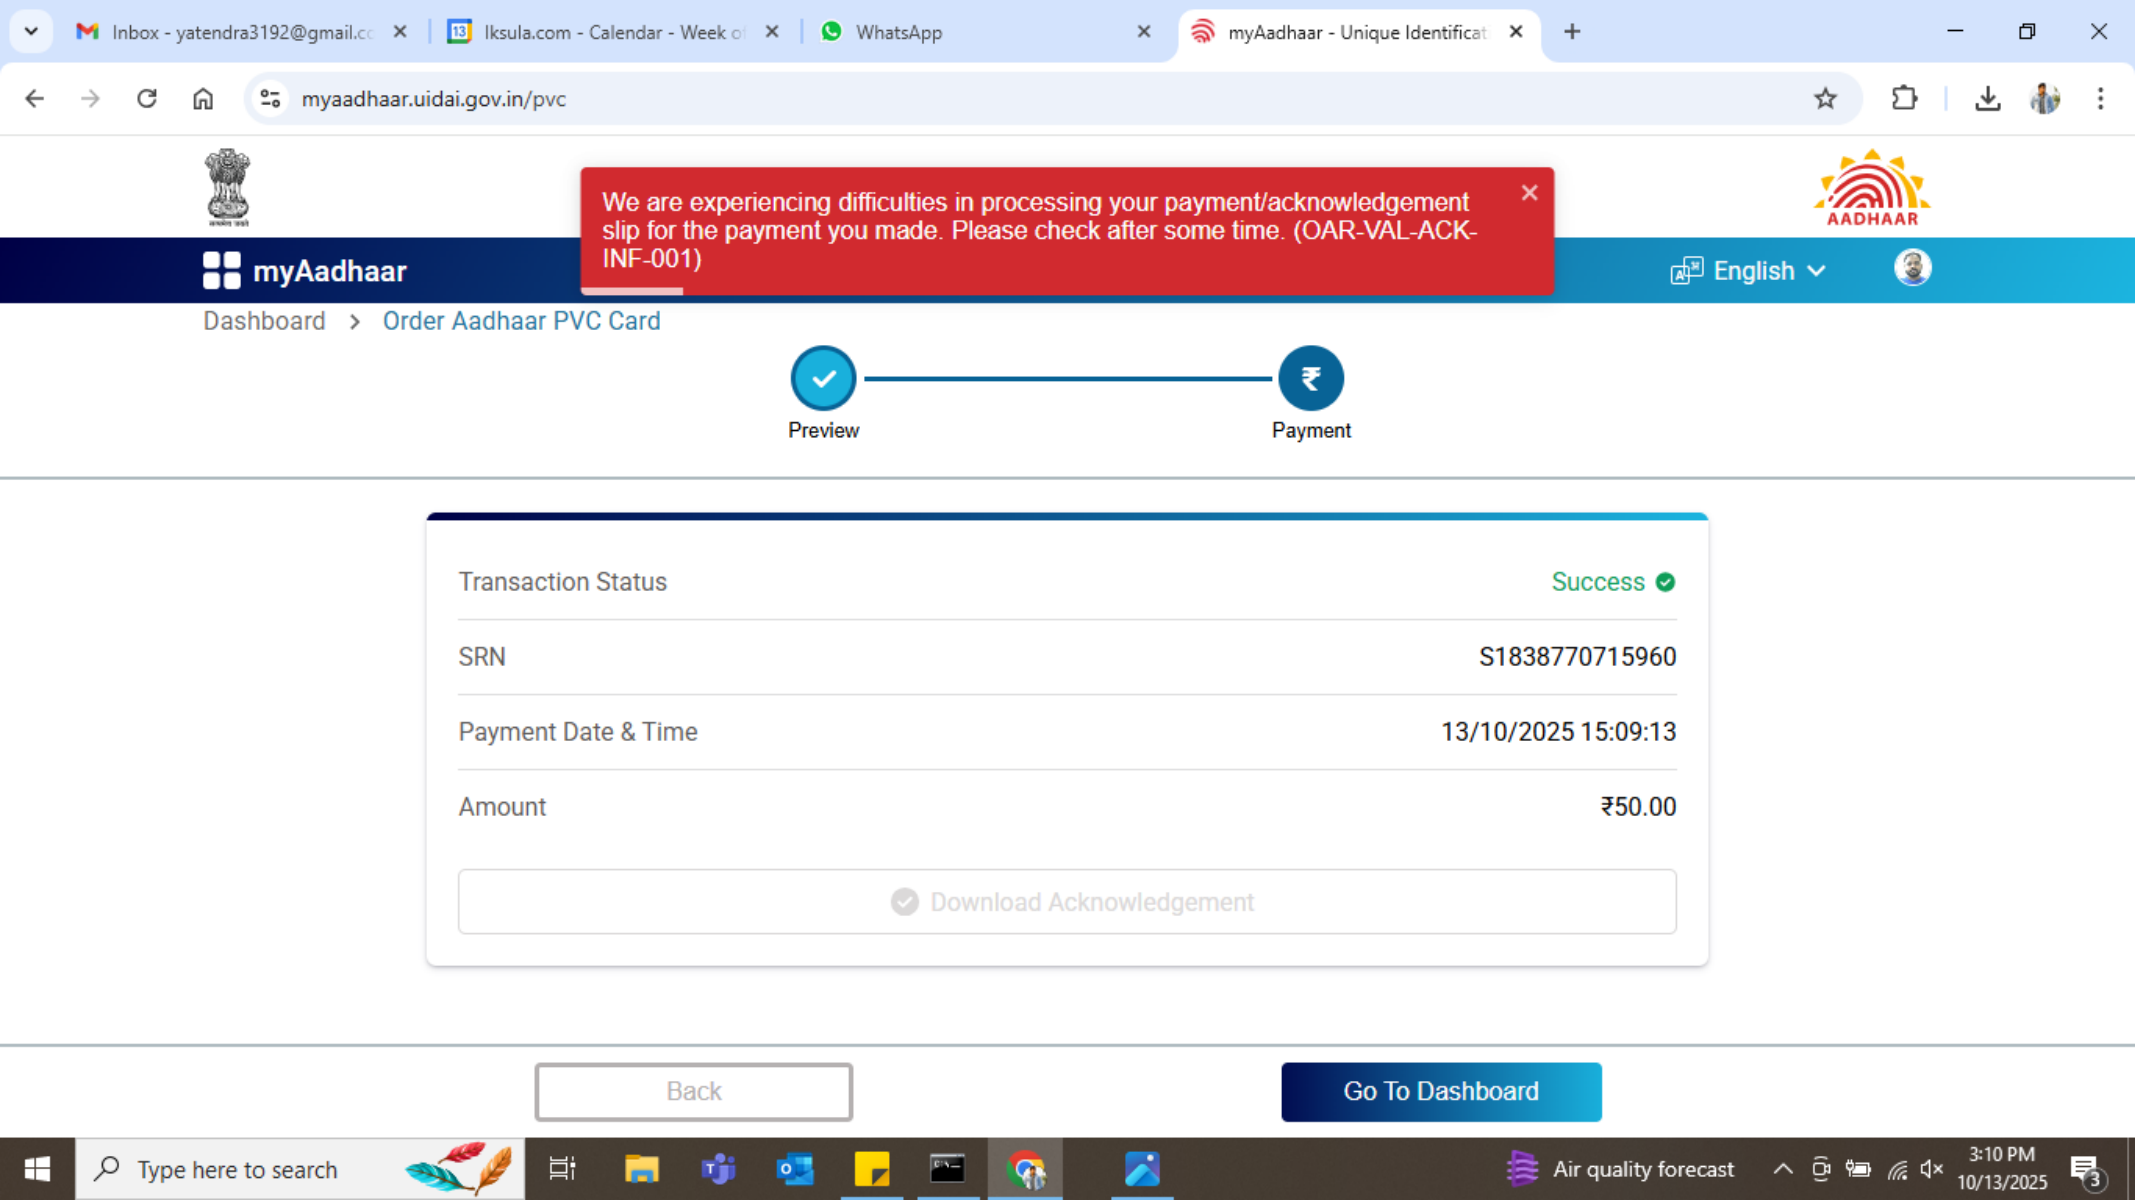 Inbox - yatendra3192@gmail.cc
Iksula.com - Calendar - Week of
WhatsApp
myAadhaar - Unique Identificat
myaadhaar.uidai.gov.in/pvc
We are experiencing difficulties in processing your payment/acknowledgement
slip for the payment you made. Please check after some time. (OAR-VAL-ACK-
INF-001)
AADHAAR
myAadhaar
English
Dashboard > Order Aadhaar PVC Card
₹
Preview
Payment
Transaction Status Success
SRN S1838770715960
Payment Date & Time 13/10/2025 15:09:13
Amount ₹50.00
Download Acknowledgement
Back
Go To Dashboard
Type here to search
Air quality forecast
3:10 PM
10/13/2025
3